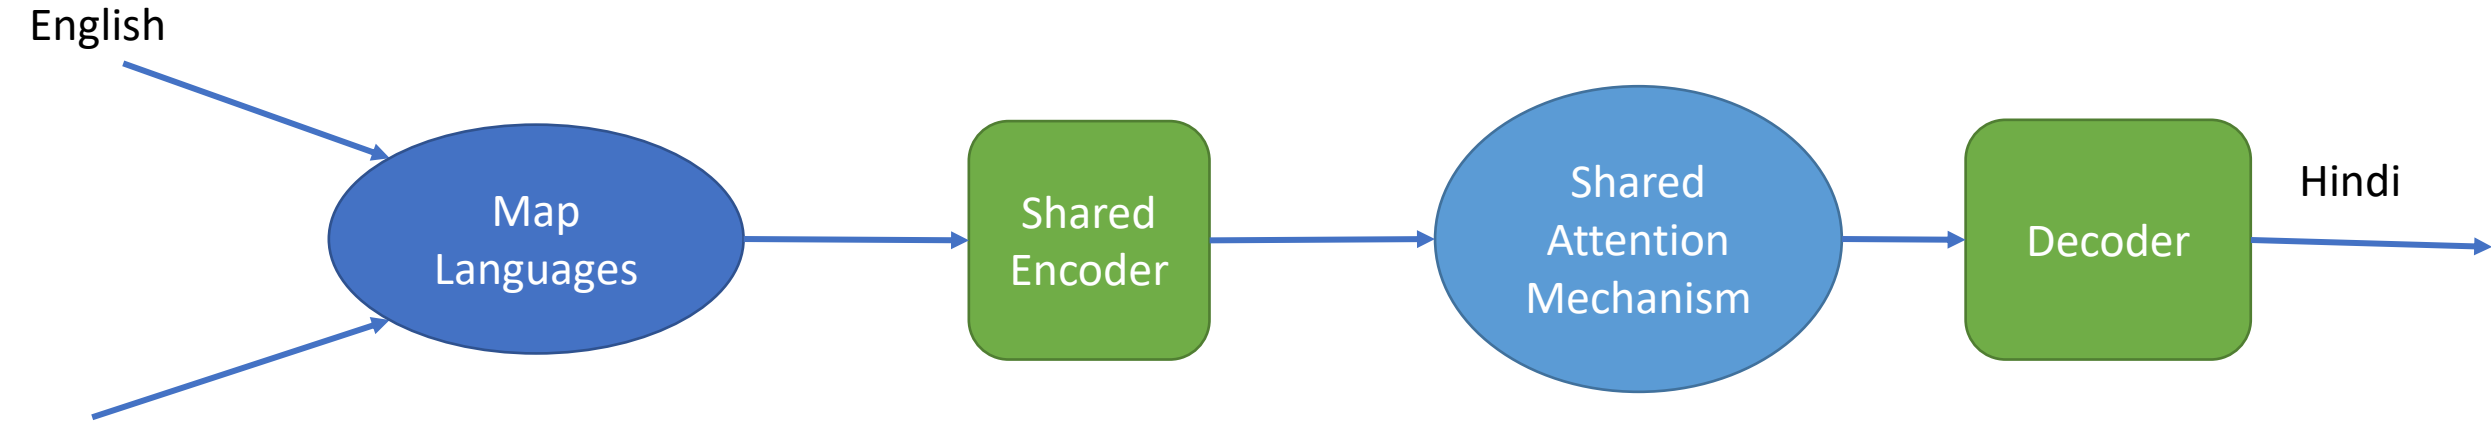 English
Map
Languages
Shared
Encoder
Shared
Attention
Mechanism
Decoder
Hindi